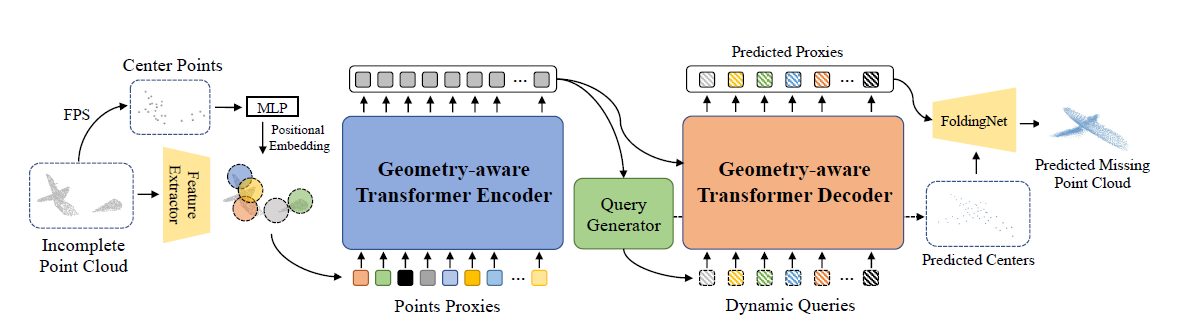 Center Points
FPS
MLP
Positional
Embedding
Feature
Extractor
Incomplete
Point Cloud
Geometry-aware
Transformer Encoder
Points Proxies
...
...
Query
Generator
Predicted Proxies
...
Geometry-aware
Transformer Decoder
...
Dynamic Queries
FoldingNet
Predicted Missing
Point Cloud
Predicted Centers